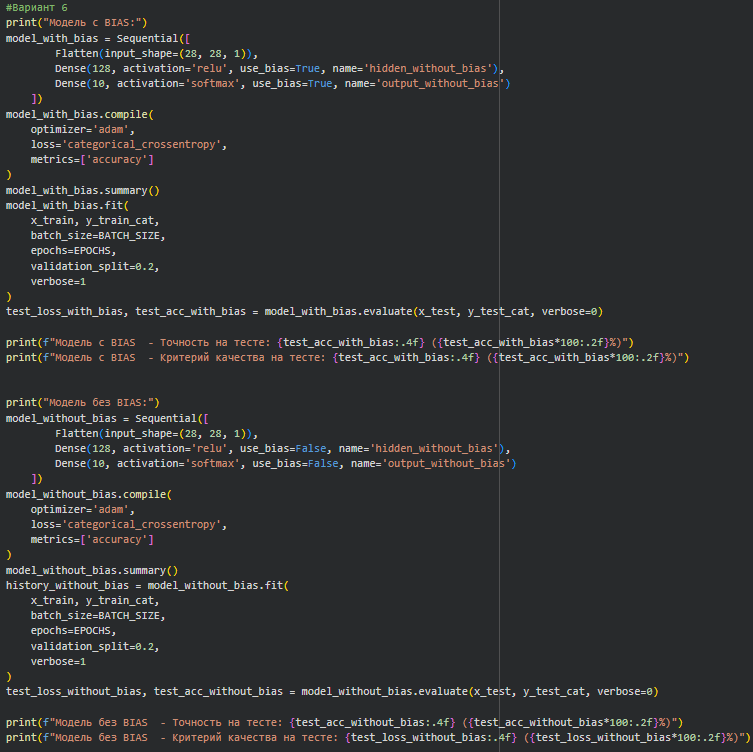 #Вариант 6
print("Модель с BIAS:")
model_with_bias = Sequential([
        Flatten(input_shape=(28, 28, 1)),
        Dense(128, activation='relu', use_bias=True, name='hidden_without_bias'),
        Dense(10, activation='softmax', use_bias=True, name='output_without_bias')
    ])
model_with_bias.compile(
    optimizer='adam',
    loss='categorical_crossentropy',
    metrics=['accuracy']
)
model_with_bias.summary()
model_with_bias.fit(
    x_train, y_train_cat,
    batch_size=BATCH_SIZE,
    epochs=EPOCHS,
    validation_split=0.2,
    verbose=1
)
test_loss_with_bias, test_acc_with_bias = model_with_bias.evaluate(x_test, y_test_cat, verbose=0)

print(f"Модель с BIAS  - Точность на тесте: {test_acc_with_bias:.4f} ({test_acc_with_bias*100:.2f}%)")
print(f"Модель с BIAS  - Критерий качества на тесте: {test_acc_with_bias:.4f} ({test_acc_with_bias*100:.2f}%)")


print("Модель без BIAS:")
model_without_bias = Sequential([
        Flatten(input_shape=(28, 28, 1)),
        Dense(128, activation='relu', use_bias=False, name='hidden_without_bias'),
        Dense(10, activation='softmax', use_bias=False, name='output_without_bias')
    ])
model_without_bias.compile(
    optimizer='adam',
    loss='categorical_crossentropy',
    metrics=['accuracy']
)
model_without_bias.summary()
history_without_bias = model_without_bias.fit(
    x_train, y_train_cat,
    batch_size=BATCH_SIZE,
    epochs=EPOCHS,
    validation_split=0.2,
    verbose=1
)
test_loss_without_bias, test_acc_without_bias = model_without_bias.evaluate(x_test, y_test_cat, verbose=0)

print(f"Модель без BIAS  - Точность на тесте: {test_acc_without_bias:.4f} ({test_acc_without_bias*100:.2f}%)")
print(f"Модель без BIAS  - Критерий качества на тесте: {test_loss_without_bias:.4f} ({test_loss_without_bias*100:.2f}%)")